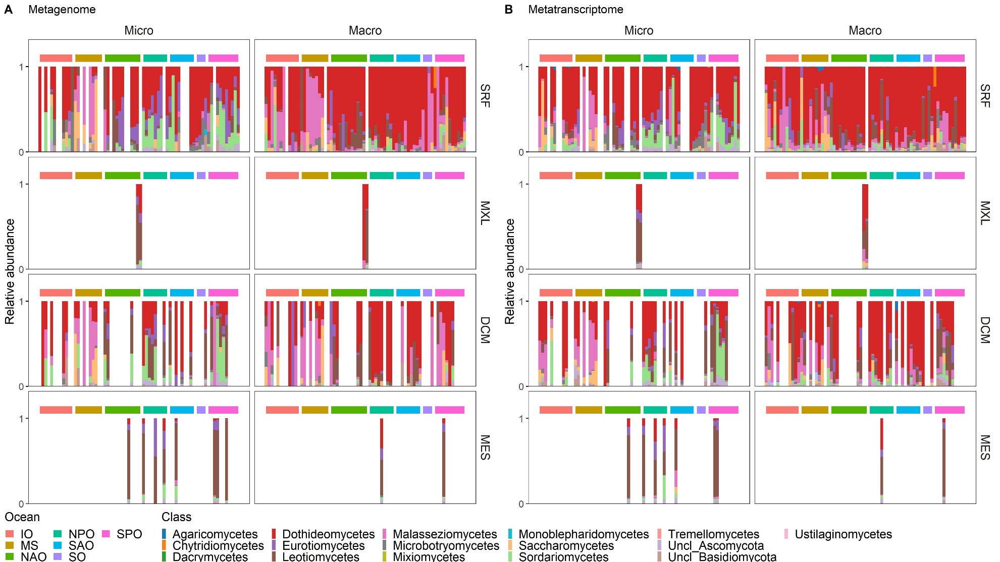 A Metagenome
B Metatranscriptome
Micro Macro
Micro Macro
1
0
SRF
1
0
SRF
1
0
MXL
1
0
MXL
Relative abundance
Relative abundance
1
0
DCM
1
0
DCM
1
0
MES
1
0
MES
Ocean
IO NPO SPO
MS SAO
NAO SO
Class
Agaricomycetes Dothideomycetes Malasseziomycetes Monoblepharidomycetes Tremellomycetes Ustilaginomycetes
Chytridiomycetes Eurotiomycetes Microbotryomycetes Saccharomycetes Uncl_Ascomycota
Dacrymycetes Leotiomycetes Mixiomycetes Sordariomycetes Uncl_Basidiomycota